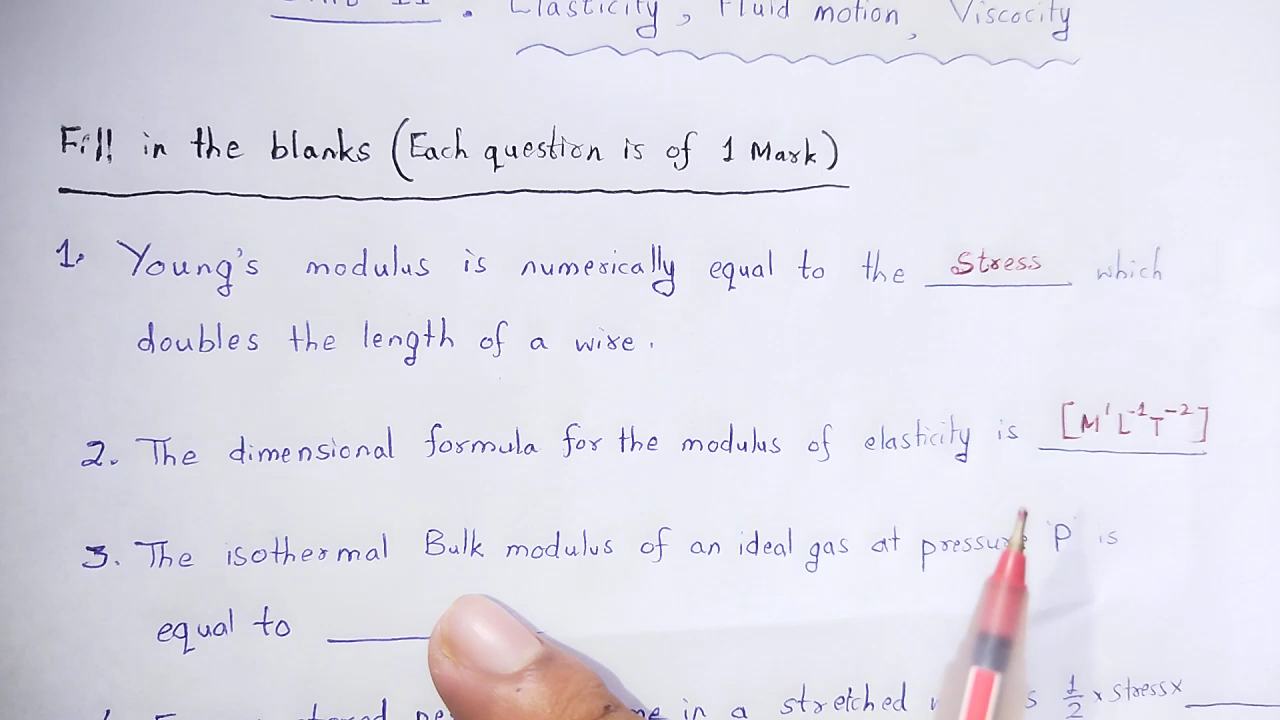 . Elasticity, Fluid motion, Viscocity
Fill in the blanks (Each question is of 1 Mark)
1. Young's modulus is numerically equal to the Stress which
doubles the length of a wire.
2. The dimensional formula for the modulus of elasticity is [M¹L⁻¹T⁻²]
3. The isothermal Bulk modulus of an ideal gas at pressure 'P' is
equal to
in a stretched 1/2 x stress x